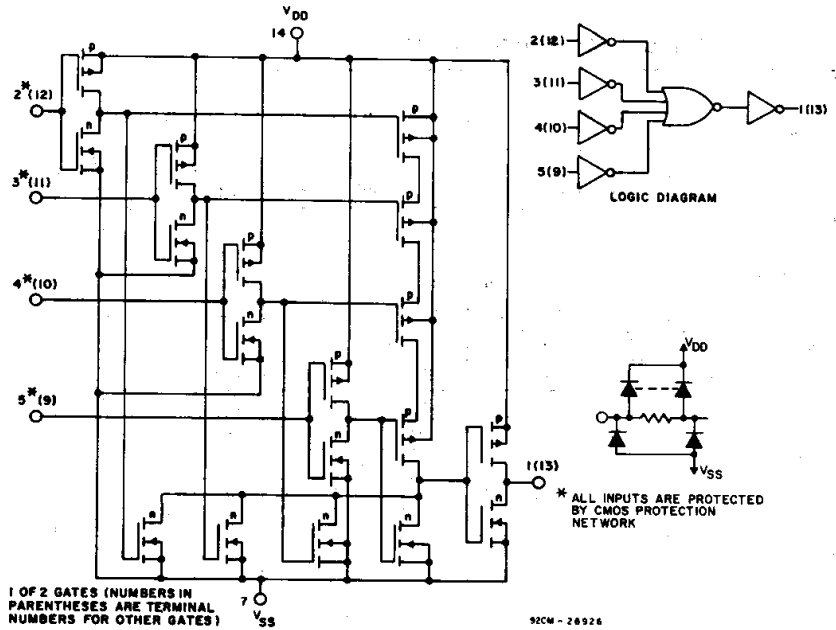 VDD
14
p
2*(12)
n
p
3*(11)
n
p
4*(10)
n
p
5*(9)
n
p
p
p
p
p
1(13)
n
n
n
n
n
7
VSS
2(12)
3(11)
4(10)
5(9)
1(13)
LOGIC DIAGRAM
VDD
VSS
* ALL INPUTS ARE PROTECTED
BY CMOS PROTECTION
NETWORK
1 OF 2 GATES (NUMBERS IN
PARENTHESES ARE TERMINAL
NUMBERS FOR OTHER GATES)
92CM-26926